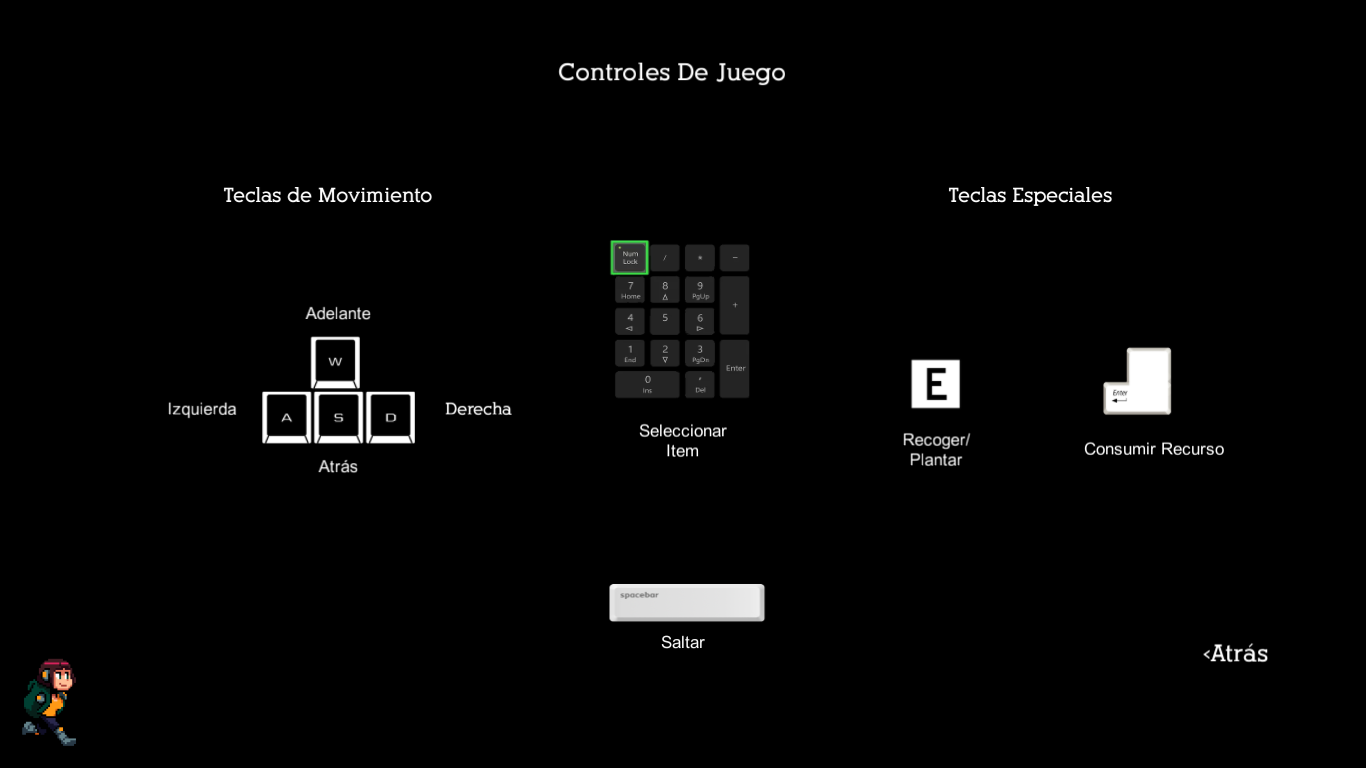 Controles De Juego
Teclas de Movimiento
Teclas Especiales
Adelante
W
Izquierda
A S D
Derecha
Atrás
Num
Lock
/ * −
7 8 9
Home PgUp
+
4 5 6
1 2 3
End PgDn
Enter
0
Ins Del
Seleccionar
Item
E
Recoger/
Plantar
Enter
Consumir Recurso
spacebar
Saltar
<Atrás